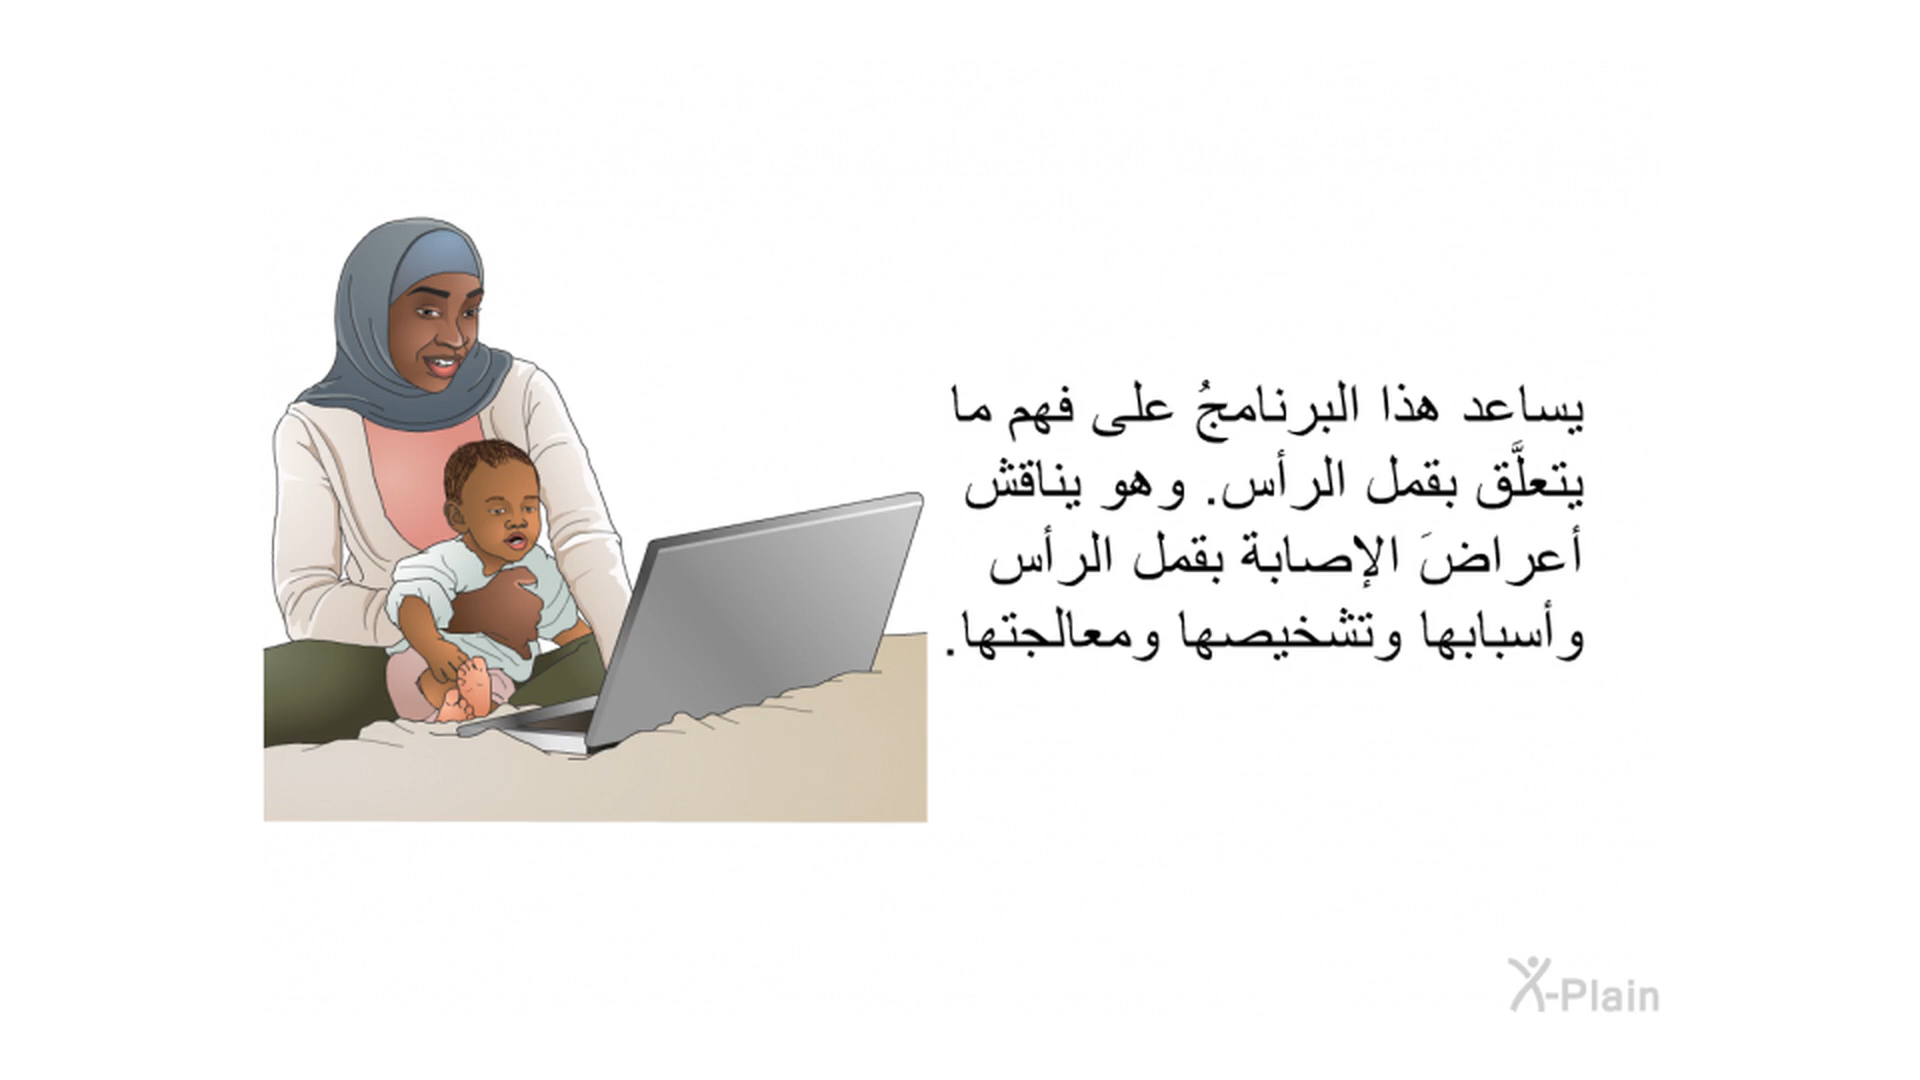 يساعد هذا البرنامجُ على فهم ما
يتعلَّق بقمل الرأس. وهو يناقش
أعراضَ الإصابة بقمل الرأس
وأسبابها وتشخيصها ومعالجتها.
X-Plain